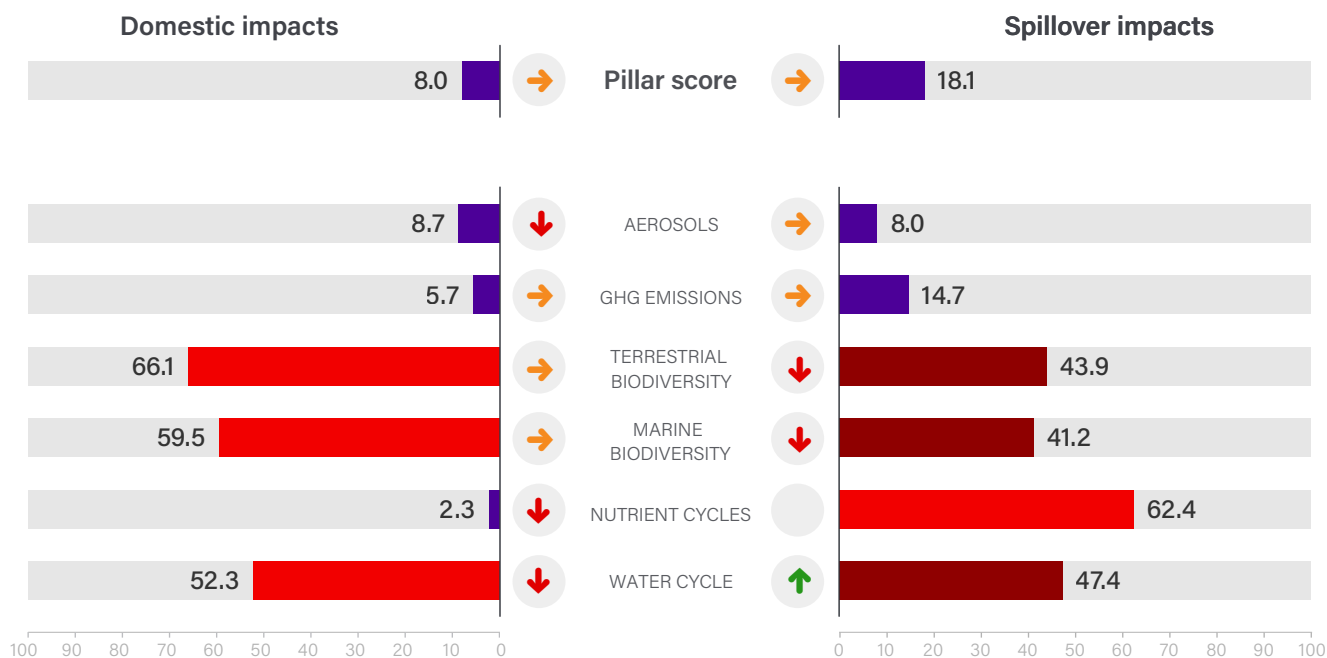 Domestic impacts
Spillover impacts
8.0
Pillar score
18.1
8.7
AEROSOLS
8.0
5.7
GHG EMISSIONS
14.7
66.1
TERRESTRIAL
BIODIVERSITY
43.9
59.5
MARINE
BIODIVERSITY
41.2
2.3
NUTRIENT CYCLES
62.4
52.3
WATER CYCLE
47.4
100 90 80 70 60 50 40 30 20 10 0
0 10 20 30 40 50 60 70 80 90 100